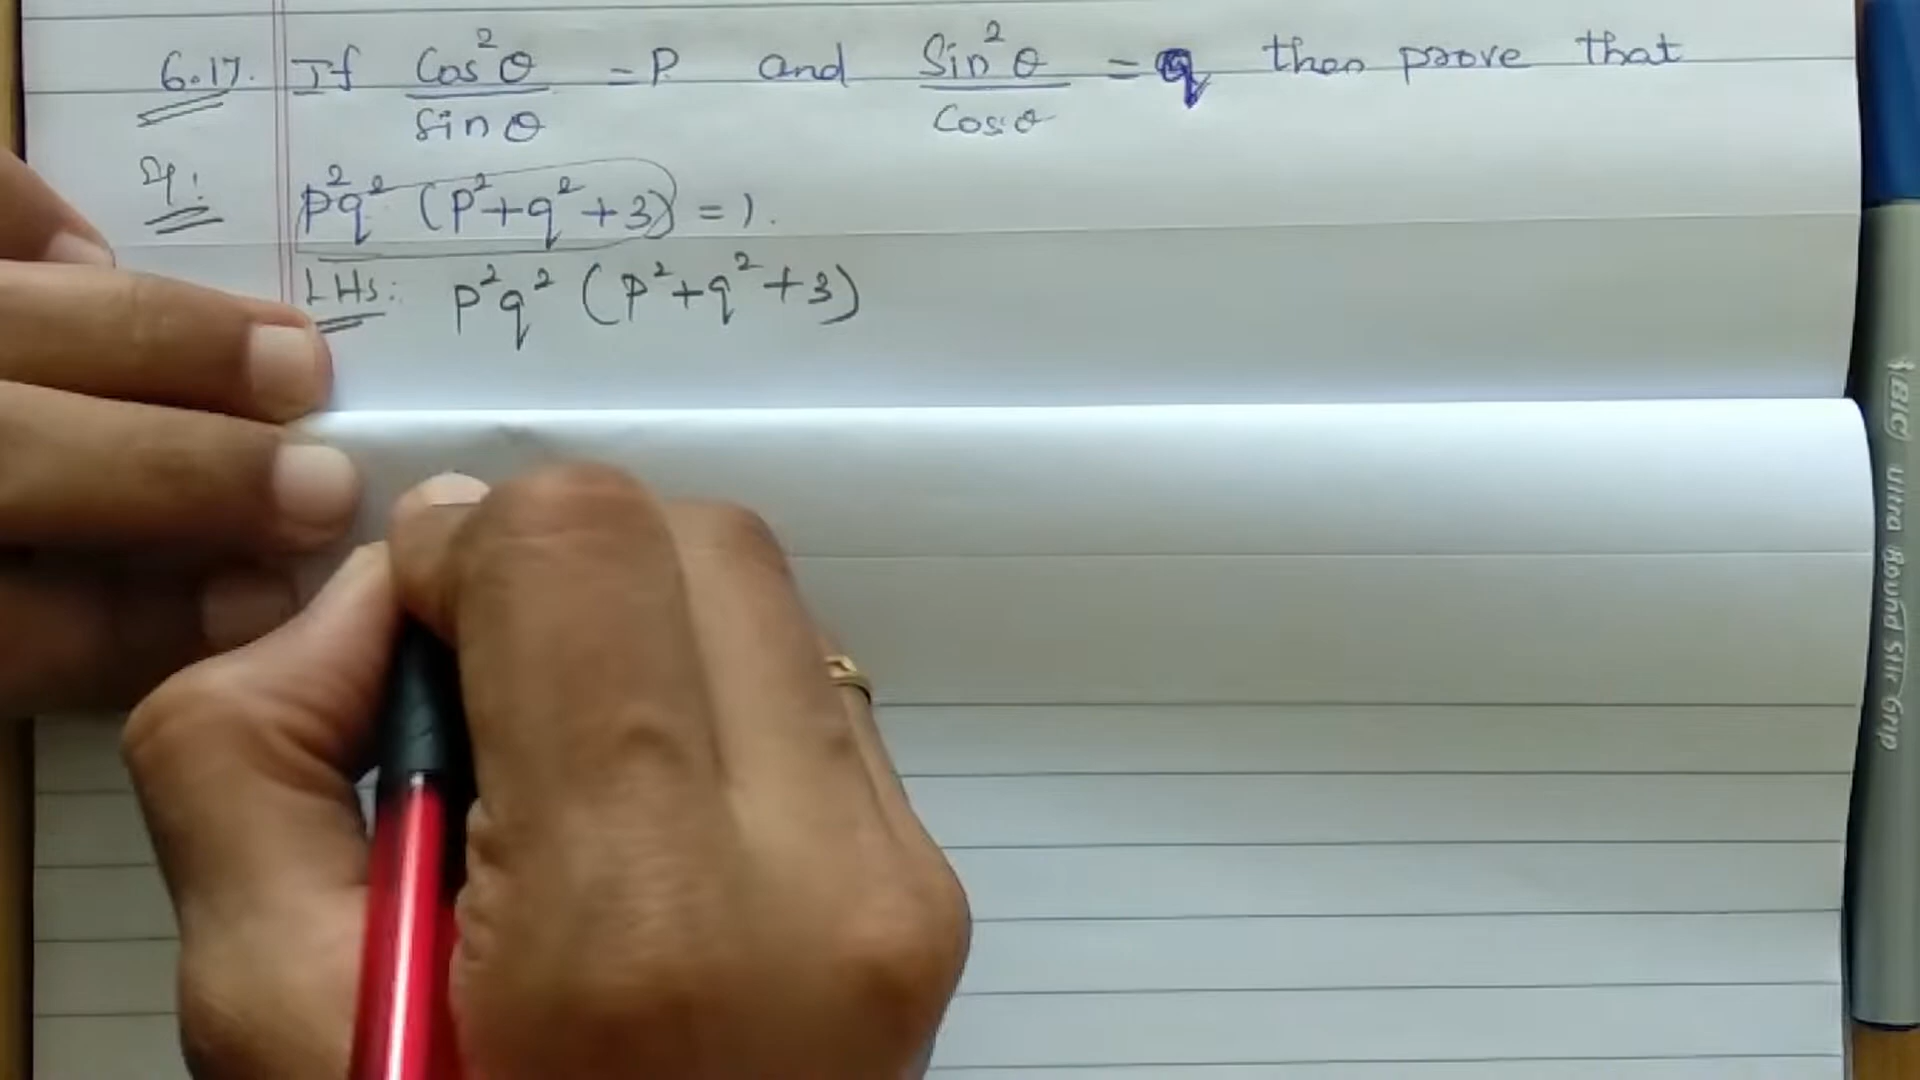 6.17. If Cos²θ/Sinθ = P and Sin²θ/Cosθ = q then prove that
P²q² (P²+q²+3) = 1.
LHS: P²q² (P²+q²+3)
BIC Ultra Round Stic Grip